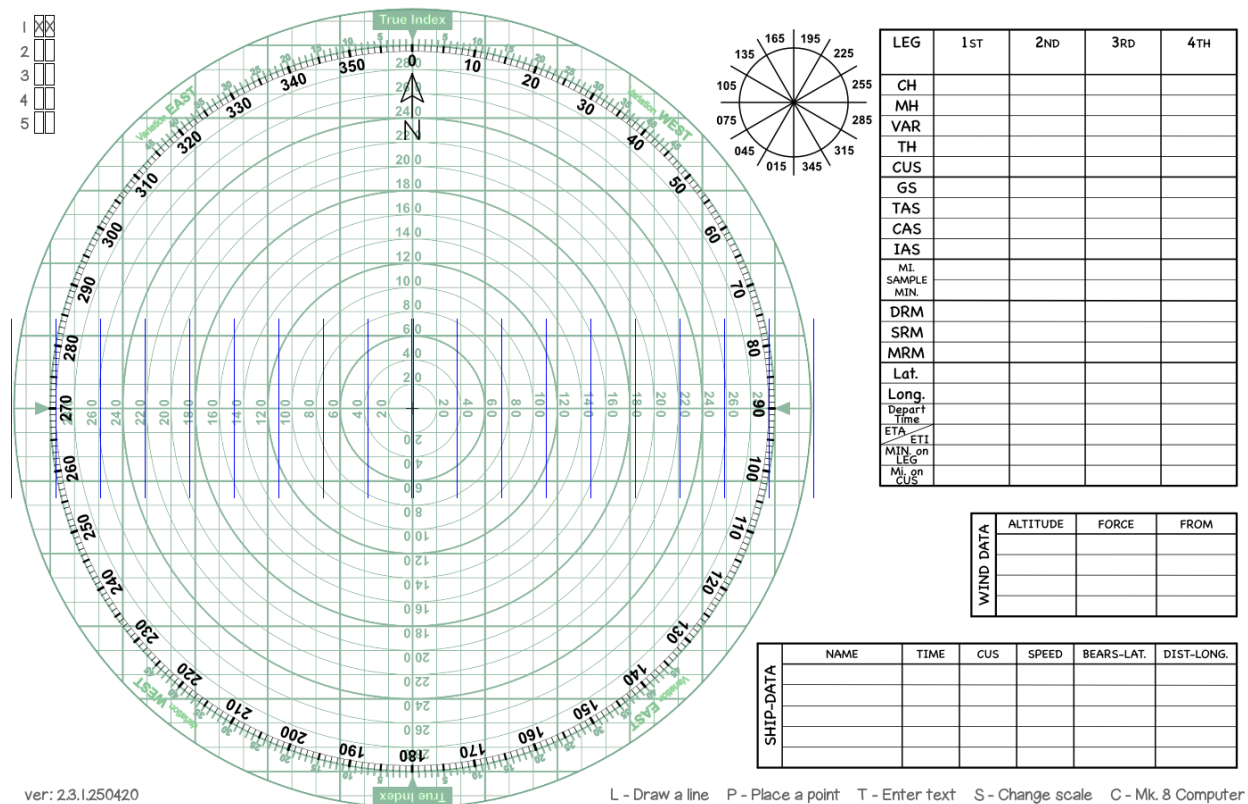 1 X X
2
3
4
5
True Index
Variation EAST
Variation WEST
0
10
20
30
40
50
60
70
80
90
100
110
120
130
140
150
160
170
180
190
200
210
220
230
240
250
260
270
280
290
300
310
320
330
340
350
N
Variation WEST
Variation EAST
True Index
165 195
135 225
105 255
075 285
045 315
015 345
LEG 1ST 2ND 3RD 4TH
CH
MH
VAR
TH
CUS
GS
TAS
CAS
IAS
MI.
SAMPLE
MIN.
DRM
SRM
MRM
Lat.
Long.
Depart
Time
ETA
ETI
MIN. on
LEG
Mi. on
CUS
WIND DATA
ALTITUDE FORCE FROM
SHIP-DATA
NAME TIME CUS SPEED BEARS-LAT. DIST-LONG.
ver: 2.3.1.250420
L - Draw a line P - Place a point T - Enter text S - Change scale C - Mk. 8 Computer